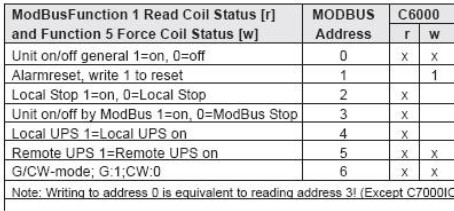 ModBusFunction 1 Read Coil Status [r] MODBUS C6000
and Function 5 Force Coil Status [w] Address r w
Unit on/off general 1=on, 0=off 0 x x
Alarmreset, write 1 to reset 1 1
Local Stop 1=on, 0=Local Stop 2 x
Unit on/off by ModBus 1=on, 0=ModBus Stop 3 x
Local UPS 1=Local UPS on 4 x
Remote UPS 1=Remote UPS on 5 x x
G/CW-mode; G:1;CW:0 6 x x
Note: Writing to address 0 is equivalent to reading address 3! (Except C7000IC